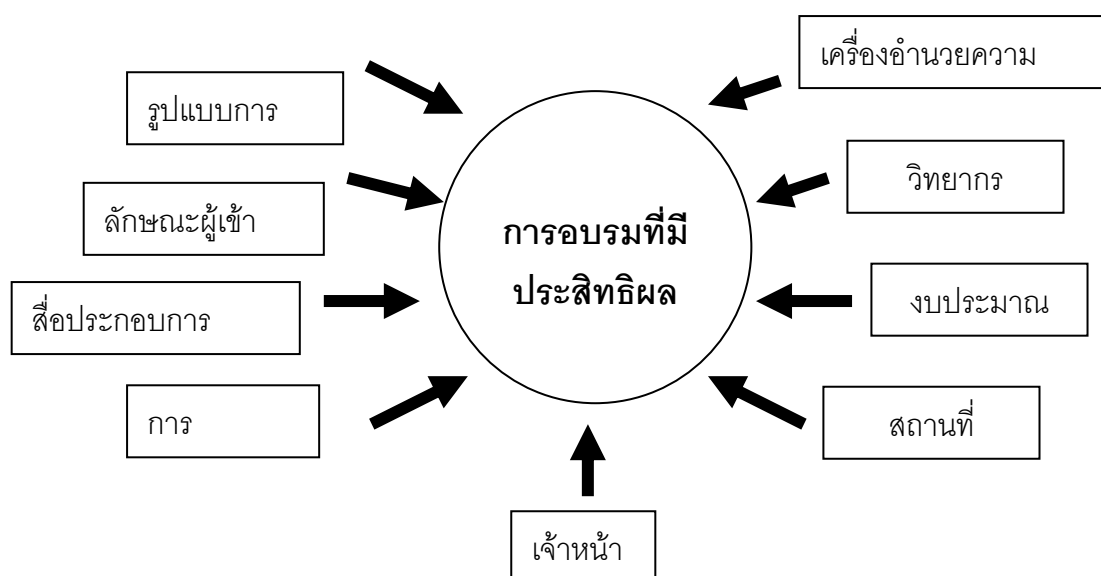 เครื่องอำนวยความ
รูปแบบการ
วิทยากร
ลักษณะผู้เข้า
การอบรมที่มี
ประสิทธิผล
สื่อประกอบการ
งบประมาณ
การ
สถานที่
เจ้าหน้า